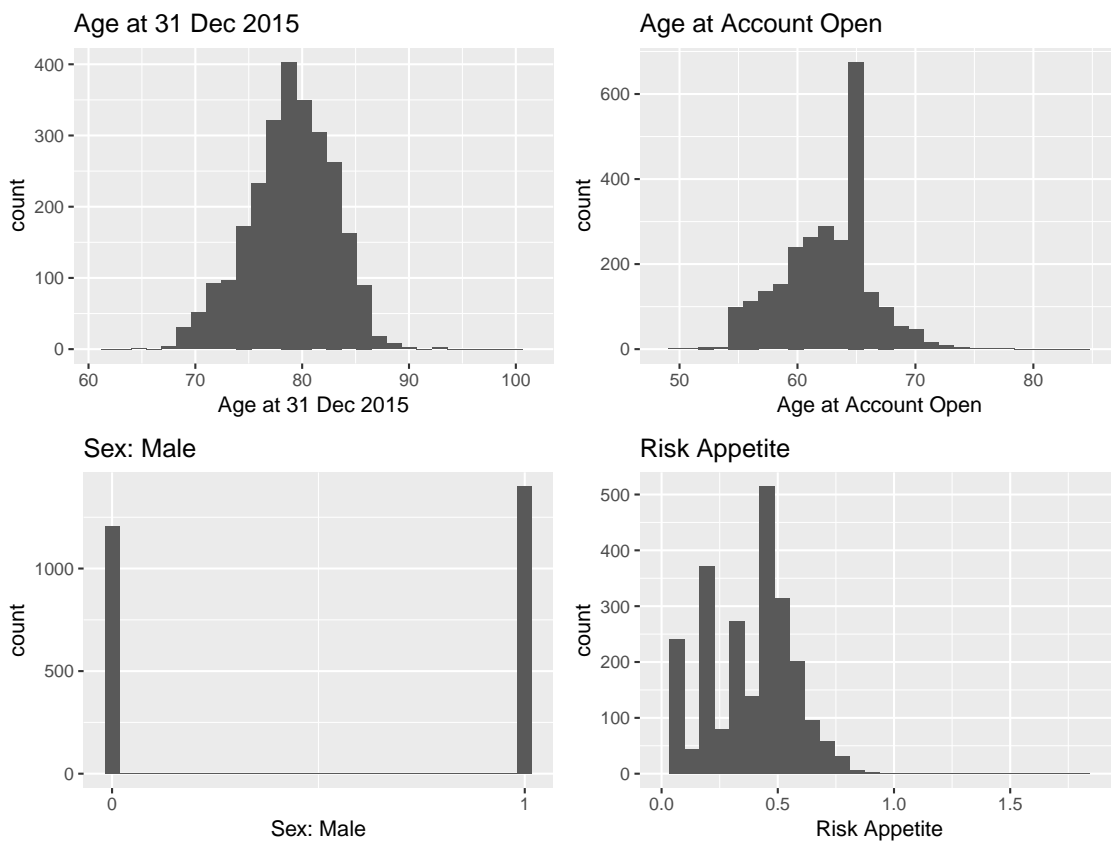 Age at 31 Dec 2015
count
400
300
200
100
0
60 70 80 90 100
Age at 31 Dec 2015
Age at Account Open
count
600
400
200
0
50 60 70 80
Age at Account Open
Sex: Male
count
1000
500
0
0 1
Sex: Male
Risk Appetite
count
500
400
300
200
100
0
0.0 0.5 1.0 1.5
Risk Appetite